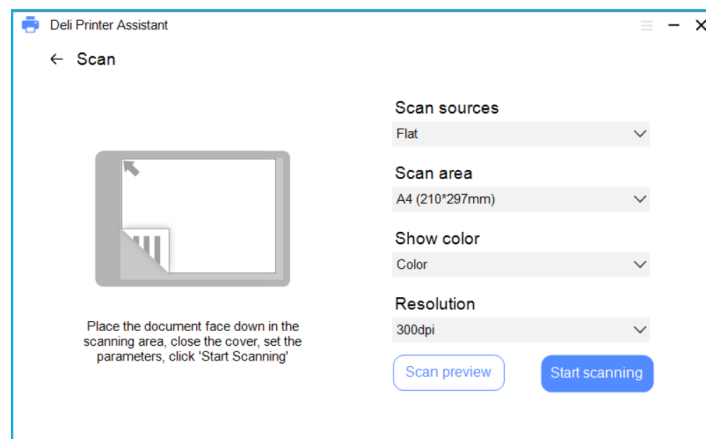 Deli Printer Assistant
Scan
Scan sources
Flat
Scan area
A4 (210*297mm)
Show color
Color
Resolution
300dpi
Place the document face down in the
scanning area, close the cover, set the
parameters, click 'Start Scanning'
Scan preview
Start scanning